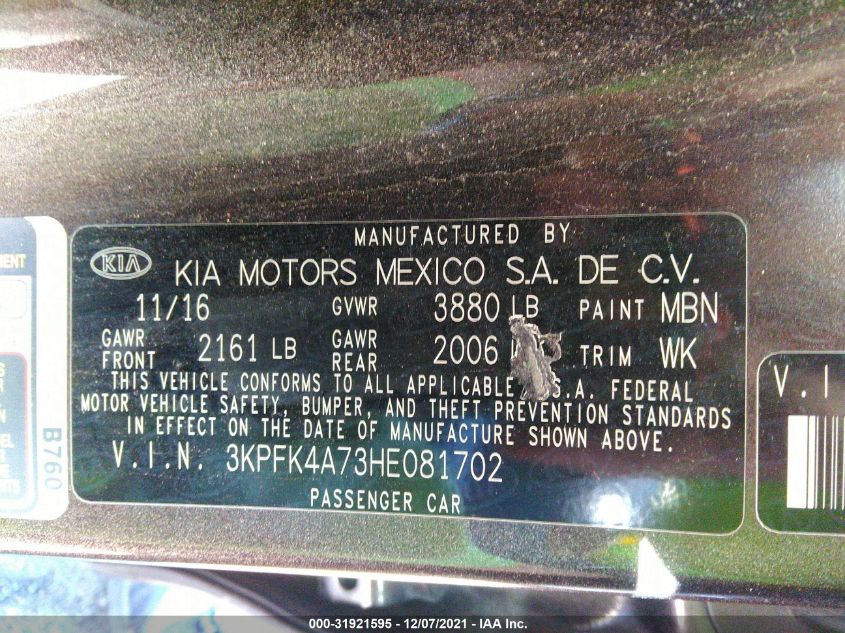 MANUFACTURED BY
KIA KIA MOTORS MEXICO S.A. DE C.V.
11/16 GVWR 3880 LB PAINT MBN
GAWR FRONT 2161 LB GAWR REAR 2006 TRIM WK
THIS VEHICLE CONFORMS TO ALL APPLICABLE S.A. FEDERAL
MOTOR VEHICLE SAFETY, BUMPER, AND THEFT PREVENTION STANDARDS
IN EFFECT ON THE DATE OF MANUFACTURE SHOWN ABOVE.
V.I.N. 3KPFK4A73HE081702
PASSENGER CAR
B760
V.I
000-31921595 - 12/07/2021 - IAA Inc.